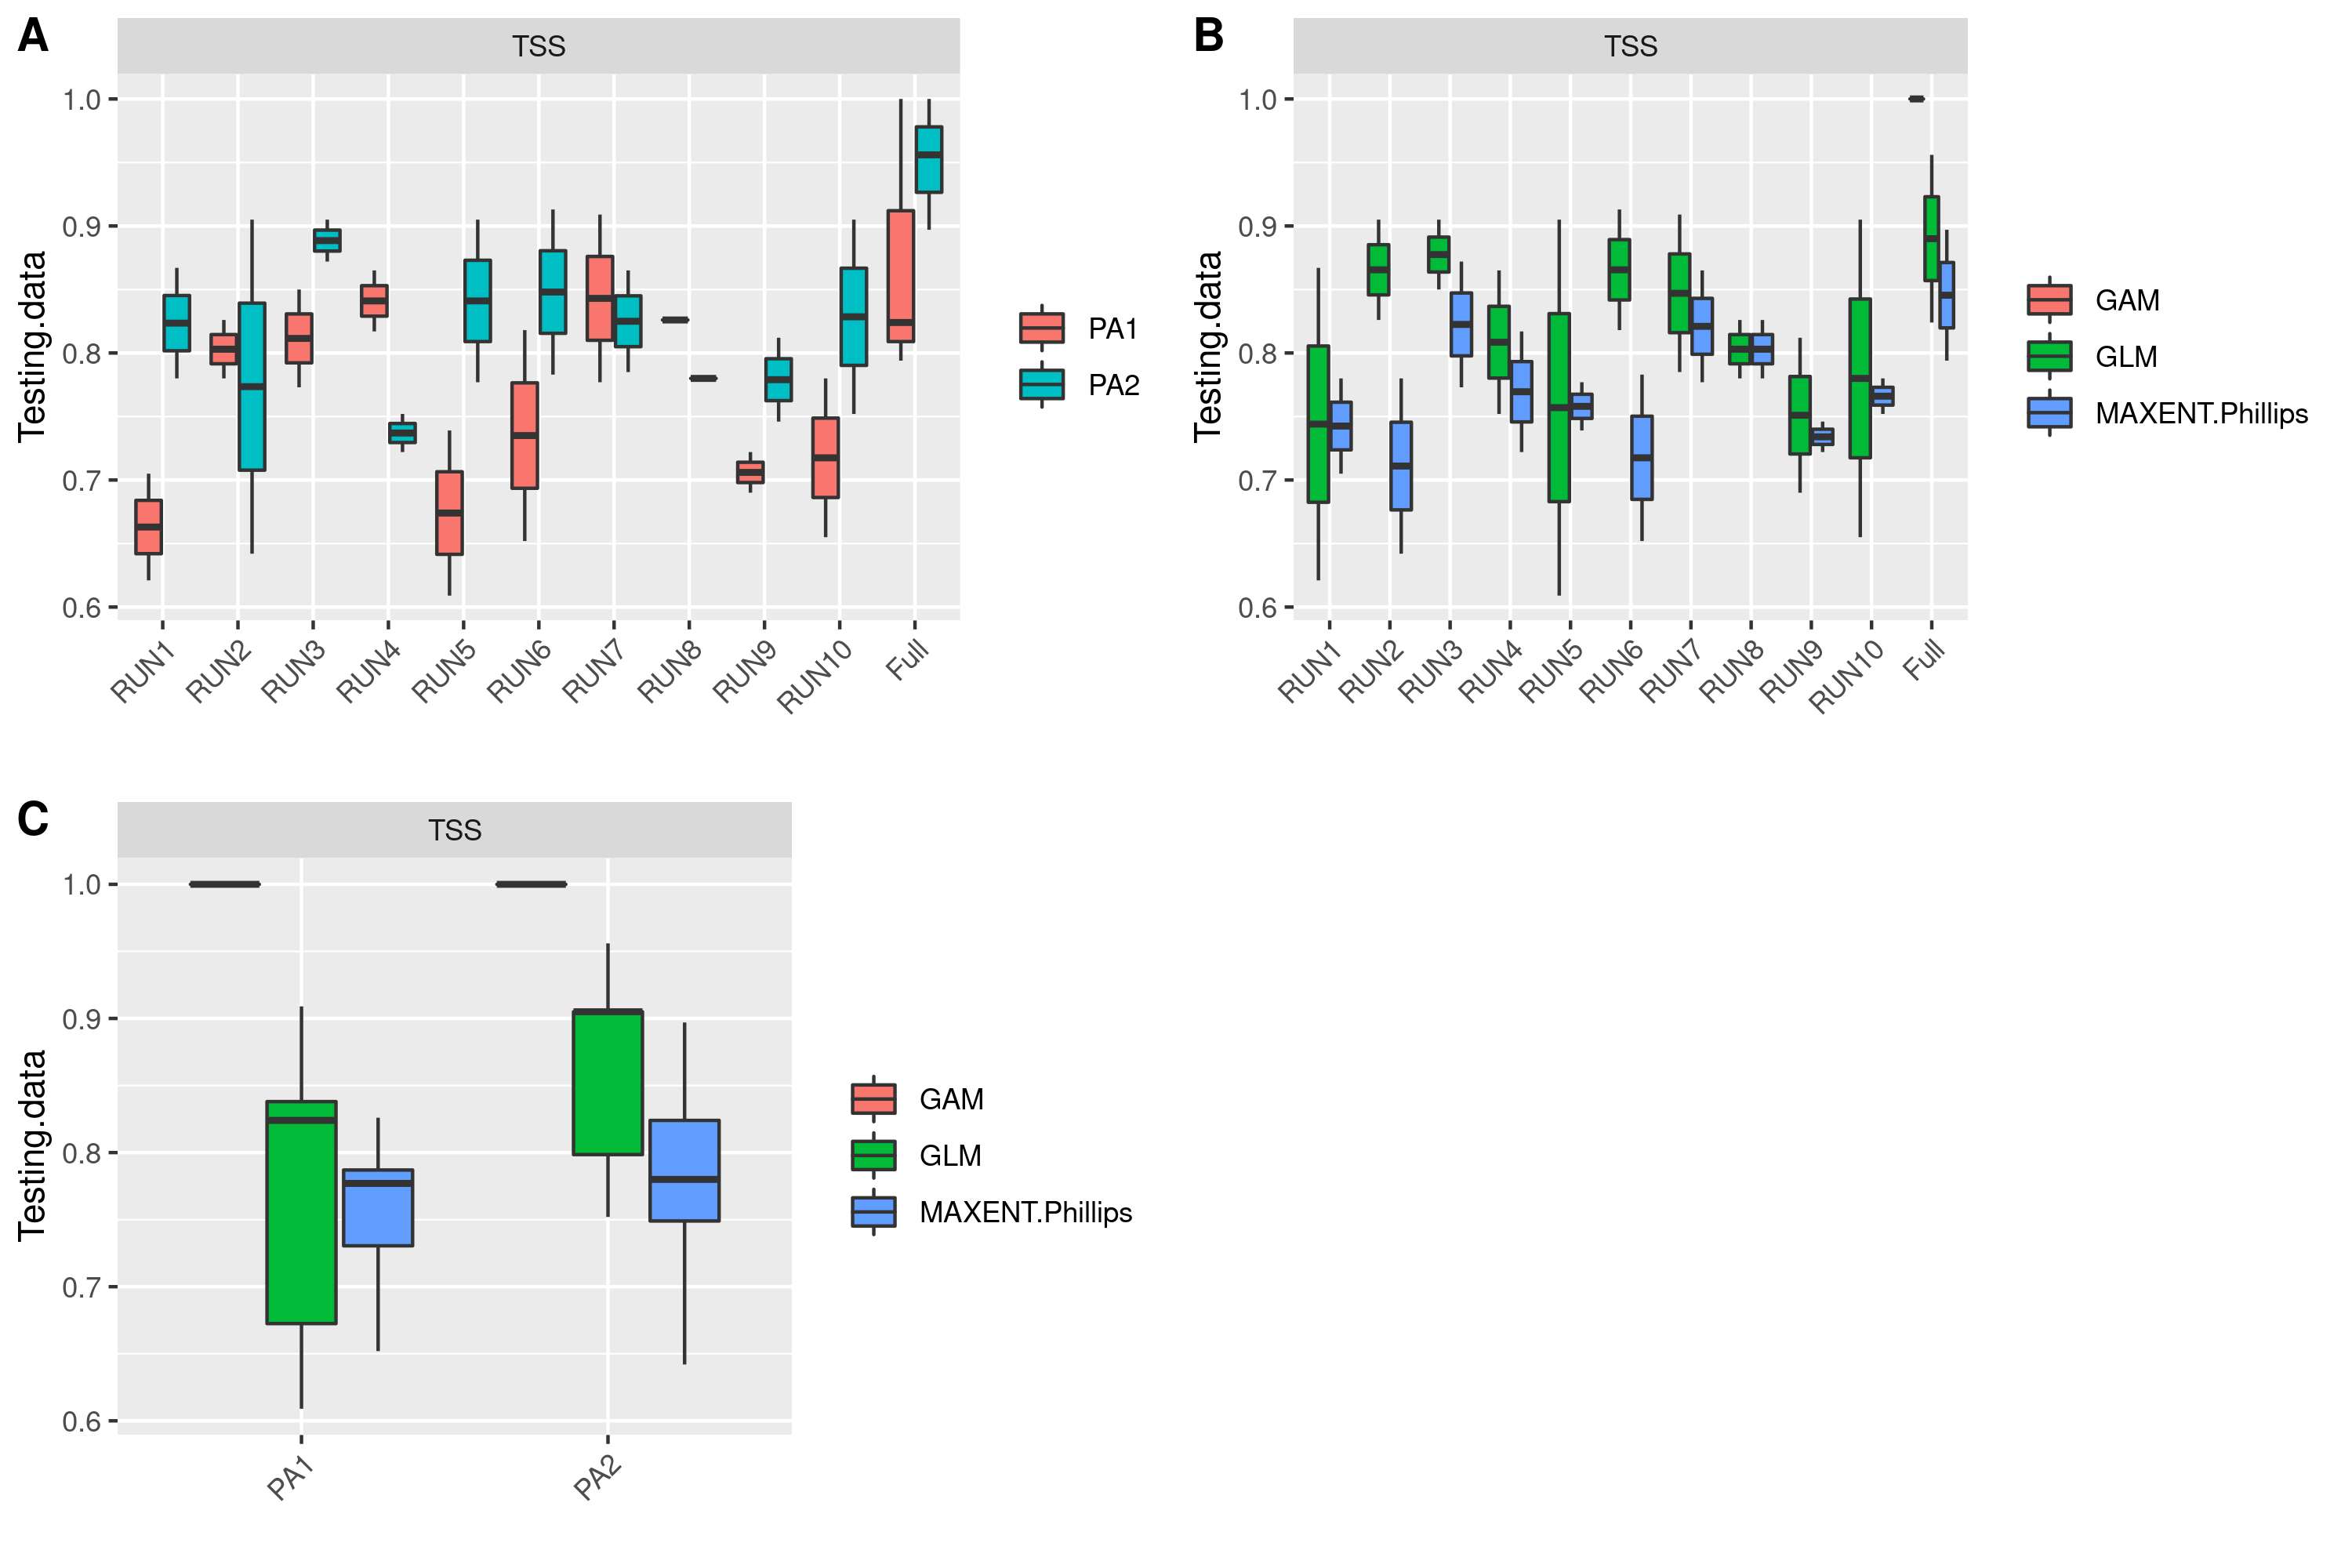 A
TSS
Testing.data
1.0
0.9
0.8
0.7
0.6
RUN1
RUN2
RUN3
RUN4
RUN5
RUN6
RUN7
RUN8
RUN9
RUN10
Full
PA1
PA2
B
TSS
Testing.data
1.0
0.9
0.8
0.7
0.6
RUN1
RUN2
RUN3
RUN4
RUN5
RUN6
RUN7
RUN8
RUN9
RUN10
Full
GAM
GLM
MAXENT.Phillips
C
TSS
Testing.data
1.0
0.9
0.8
0.7
0.6
PA1
PA2
GAM
GLM
MAXENT.Phillips